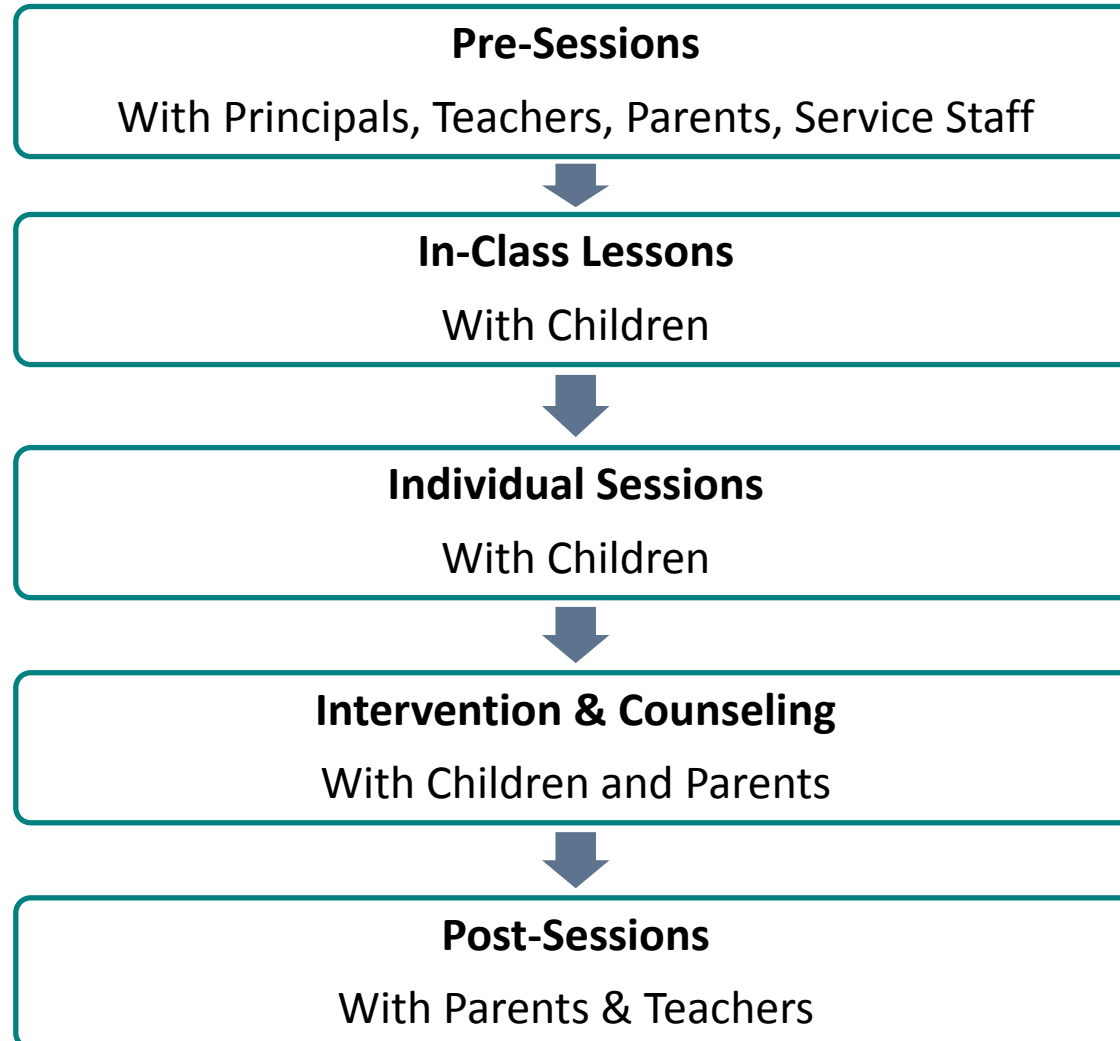 Pre-Sessions
With Principals, Teachers, Parents, Service Staff
In-Class Lessons
With Children
Individual Sessions
With Children
Intervention & Counseling
With Children and Parents
Post-Sessions
With Parents & Teachers